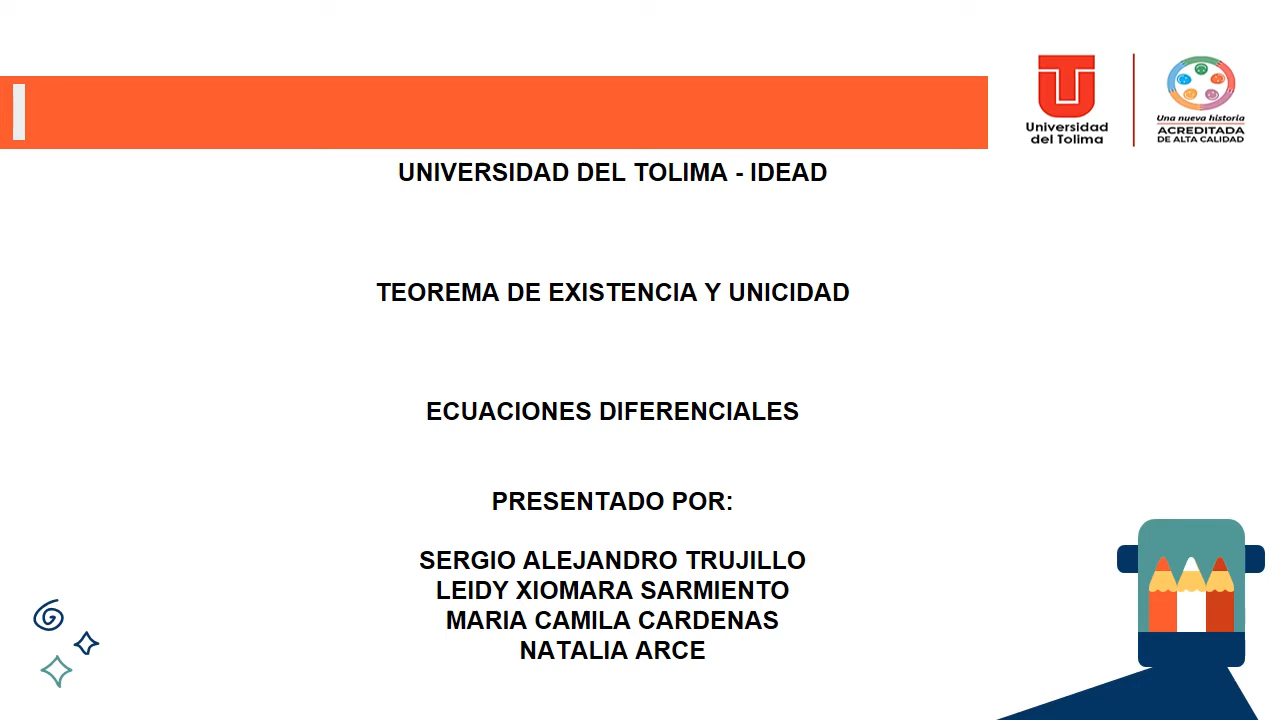 Universidad
del Tolima
Una nueva historia
ACREDITADA
DE ALTA CALIDAD
UNIVERSIDAD DEL TOLIMA - IDEAD
TEOREMA DE EXISTENCIA Y UNICIDAD
ECUACIONES DIFERENCIALES
PRESENTADO POR:
SERGIO ALEJANDRO TRUJILLO
LEIDY XIOMARA SARMIENTO
MARIA CAMILA CARDENAS
NATALIA ARCE